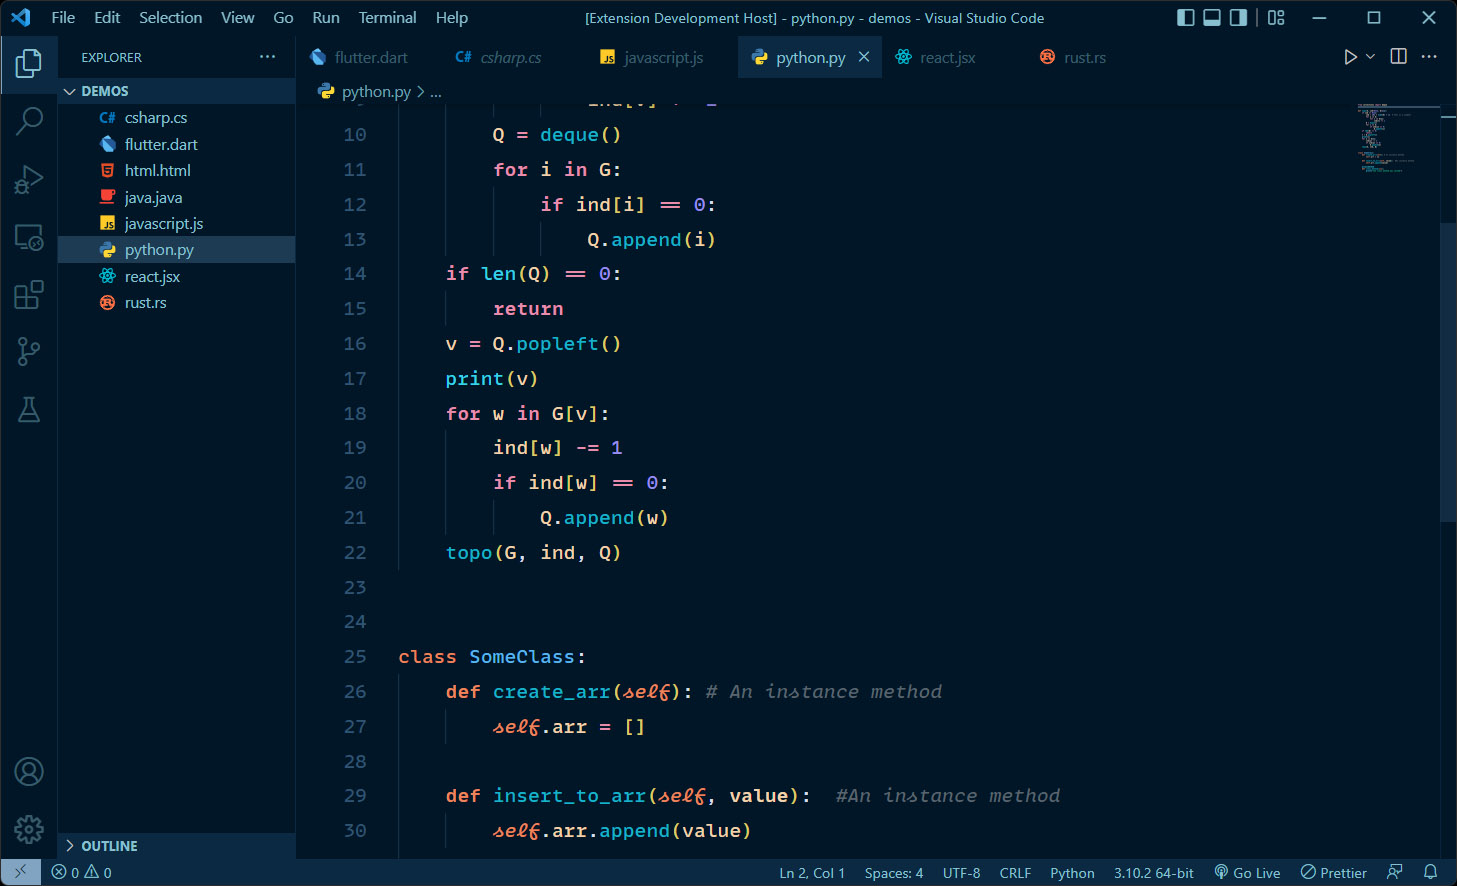 File Edit Selection View Go Run Terminal Help [Extension Development Host] - python.py - demos - Visual Studio Code
EXPLORER
flutter.dart csharp.cs javascript.js python.py react.jsx rust.rs
DEMOS
python.py > ...
csharp.cs
flutter.dart
html.html
java.java
javascript.js
python.py
react.jsx
rust.rs
10 Q = deque()
11 for i in G:
12 if ind[i] == 0:
13 Q.append(i)
14 if len(Q) == 0:
15 return
16 v = Q.popleft()
17 print(v)
18 for w in G[v]:
19 ind[w] -= 1
20 if ind[w] == 0:
21 Q.append(w)
22 topo(G, ind, Q)
23
24
25 class SomeClass:
26 def create_arr(self): # An instance method
27 self.arr = []
28
29 def insert_to_arr(self, value): #An instance method
30 self.arr.append(value)
OUTLINE
0 0 Ln 2, Col 1 Spaces: 4 UTF-8 CRLF Python 3.10.2 64-bit Go Live Prettier